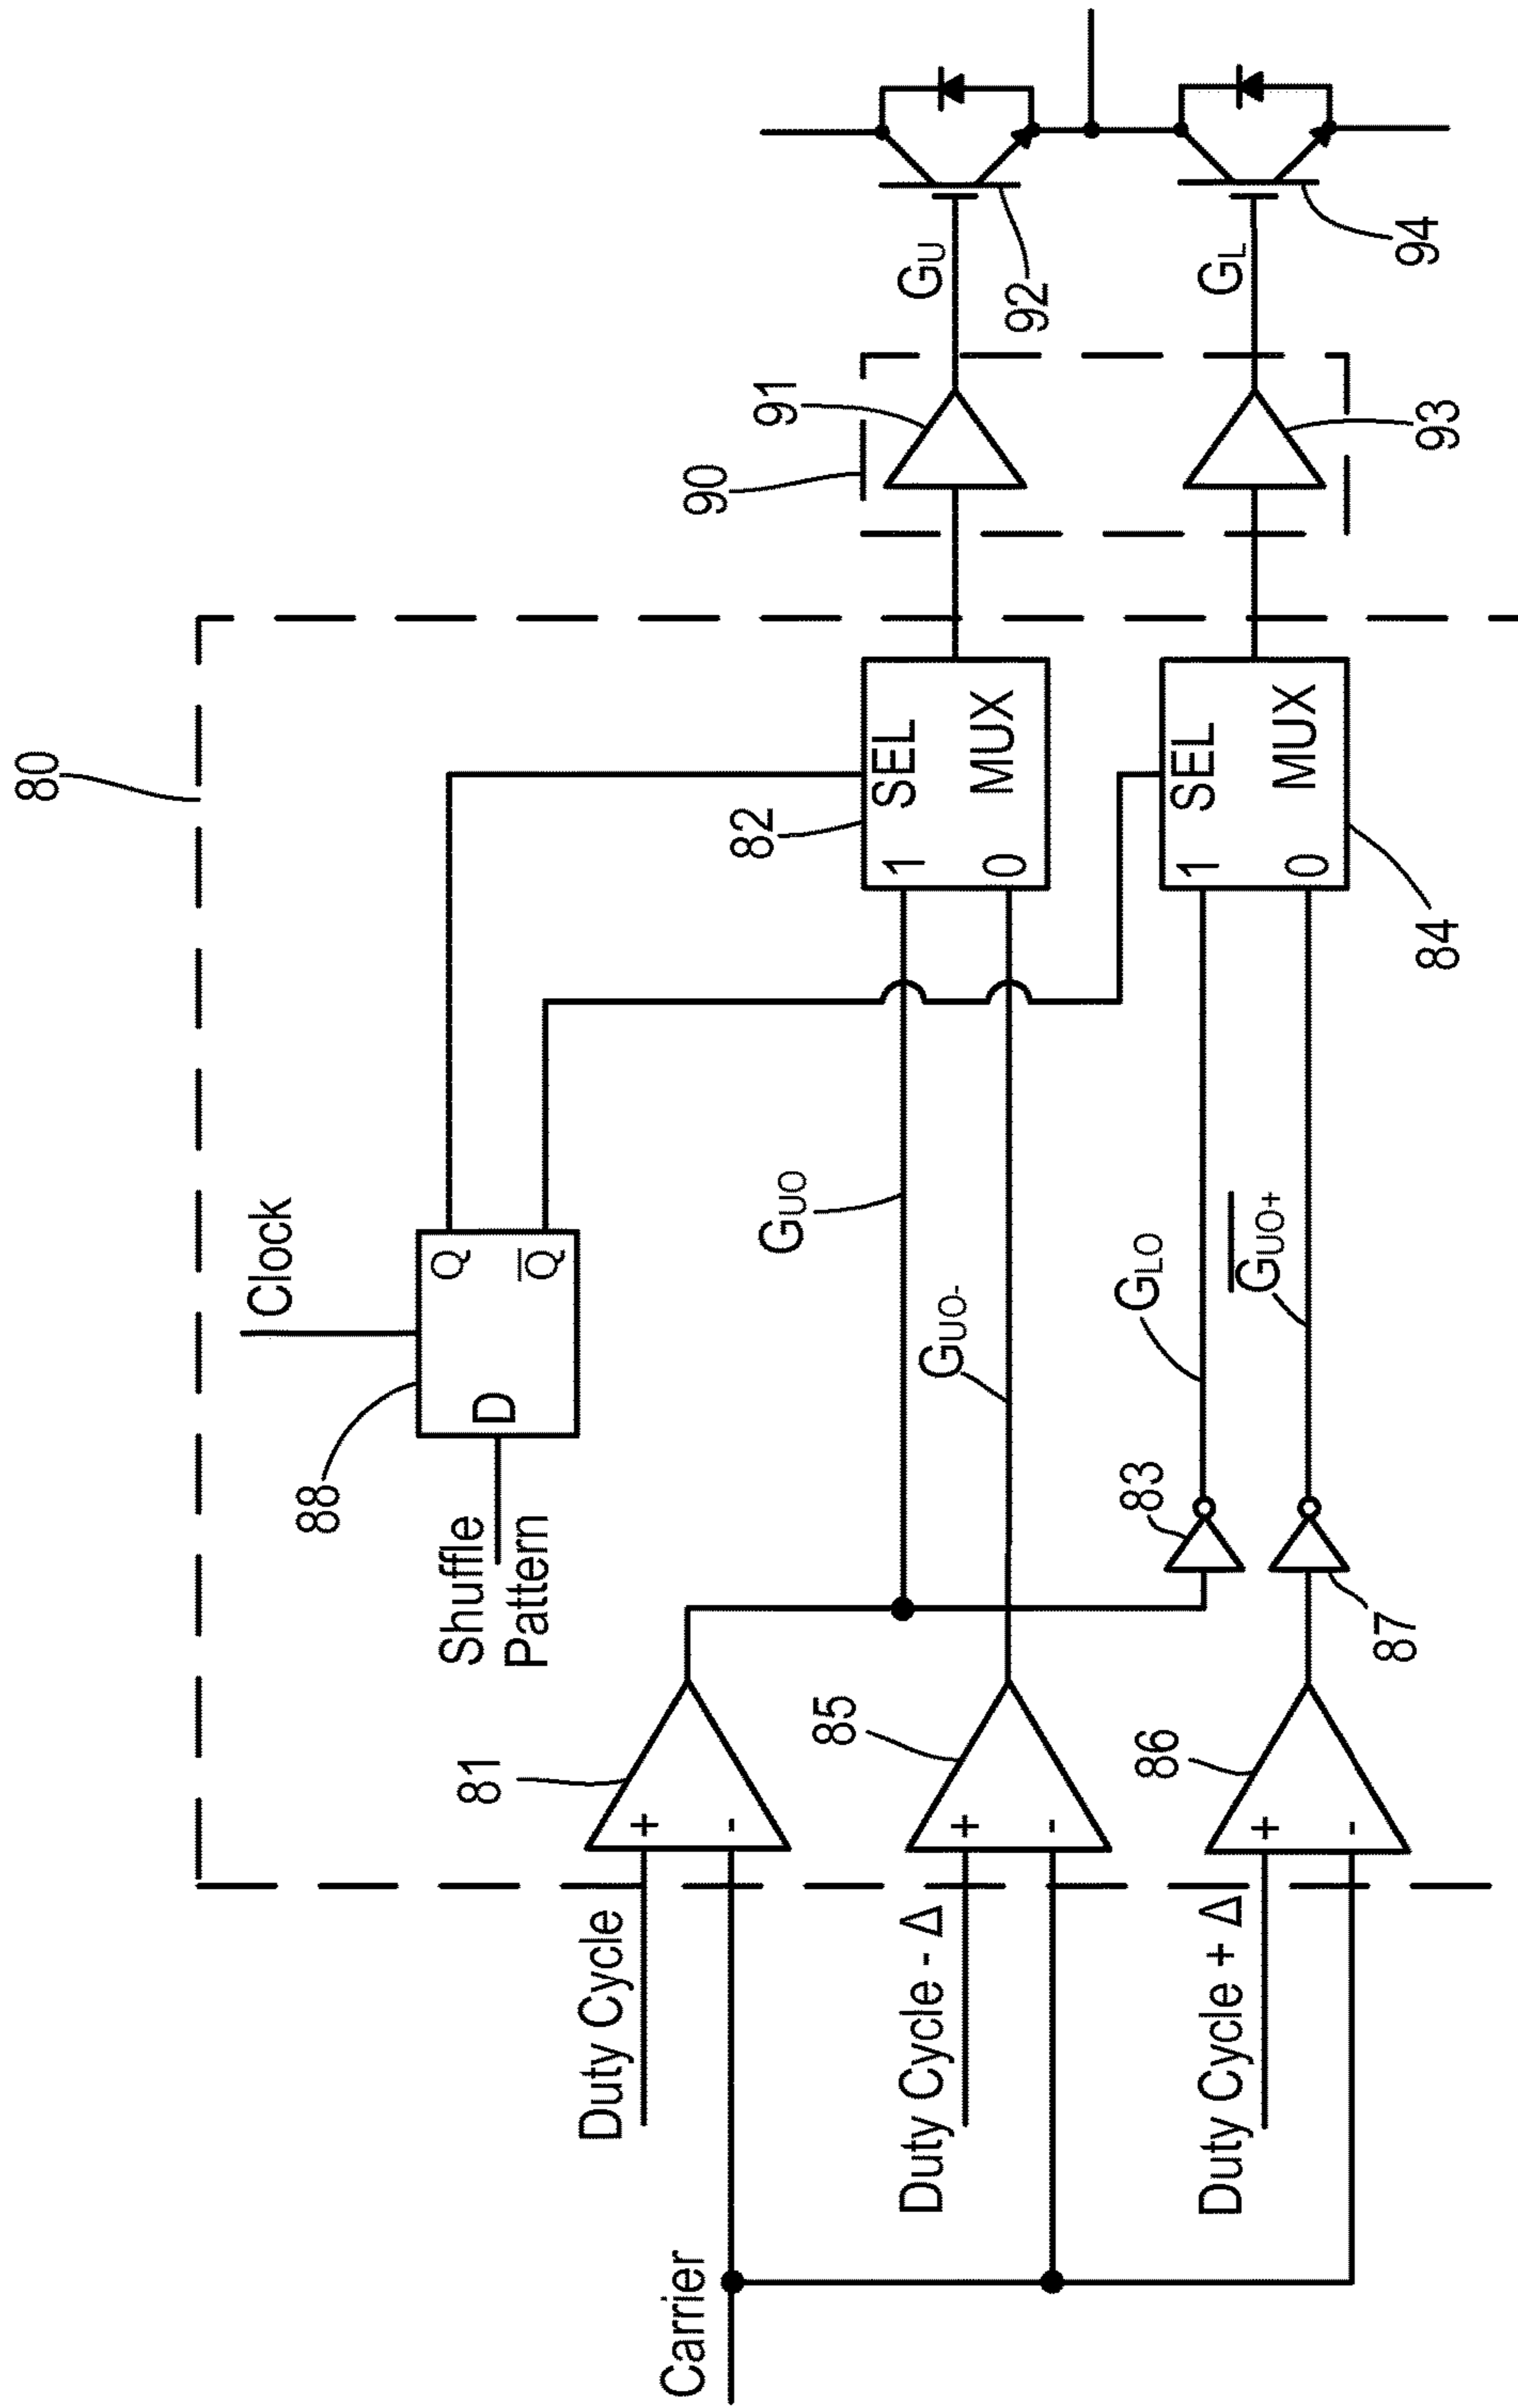 80
Clock
88
D
Q
Q̅
Shuffle
Pattern
81
+
-
Duty Cycle
Carrier
85
+
-
Duty Cycle - Δ
86
+
-
Duty Cycle + Δ
83
87
GUO
GUO-
GLO
G̅U̅O̅+̅
82
1
0
SEL
MUX
84
1
0
SEL
MUX
90
91
93
GU
92
GL
94